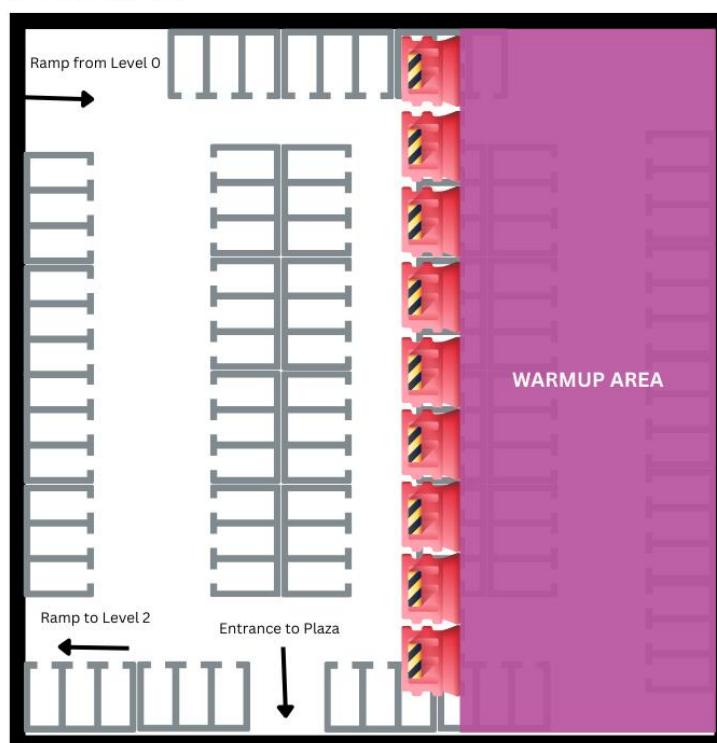 Ramp from Level 0
WARMUP AREA
Ramp to Level 2
Entrance to Plaza